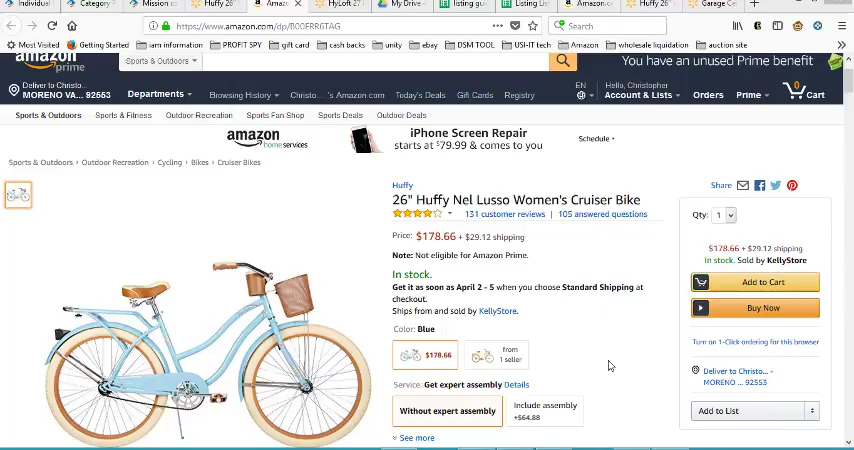 Individual
Category P
Mission co
Huffy 26"
Amaz
HyLoft 27
My Drive -
listing guid
Listing List
Amazon
Huffy 26"
Garage Ce
https://www.amazon.com/dp/B00FRR6TAG
Search
Most Visited
Getting Started
iam information
PROFIT SPY
gift card
cash backs
unity
ebay
DSM TOOL
USI-IT tech
Amazon
wholesale liquidation
auction site
amazon prime
Sports & Outdoors
You have an unused Prime benefit
Deliver to Christo...
MORENO VA... 92553
Departments
Browsing History
Christo... 's Amazon.com
Today's Deals
Gift Cards
Registry
EN
Hello, Christopher
Account & Lists
Orders
Prime
0
Cart
Sports & Outdoors
Sports & Fitness
Outdoor Recreation
Sports Fan Shop
Sports Deals
Outdoor Deals
amazon
home services
iPhone Screen Repair
starts at $79.99 & comes to you
Schedule ›
Sports & Outdoors › Outdoor Recreation › Cycling › Bikes › Cruiser Bikes
Huffy
26" Huffy Nel Lusso Women's Cruiser Bike
131 customer reviews | 105 answered questions
Price: $178.66 + $29.12 shipping
Note: Not eligible for Amazon Prime.
In stock.
Get it as soon as April 2 - 5 when you choose Standard Shipping at
checkout.
Ships from and sold by KellyStore.
Color: Blue
$178.66
from
1 seller
Service: Get expert assembly Details
Without expert assembly
Include assembly
+$64.88
See more
Share
Qty: 1
$178.66 + $29.12 shipping
In stock. Sold by KellyStore
Add to Cart
Buy Now
Turn on 1-Click ordering for this browser
Deliver to Christo... -
MORENO ... 92553
Add to List